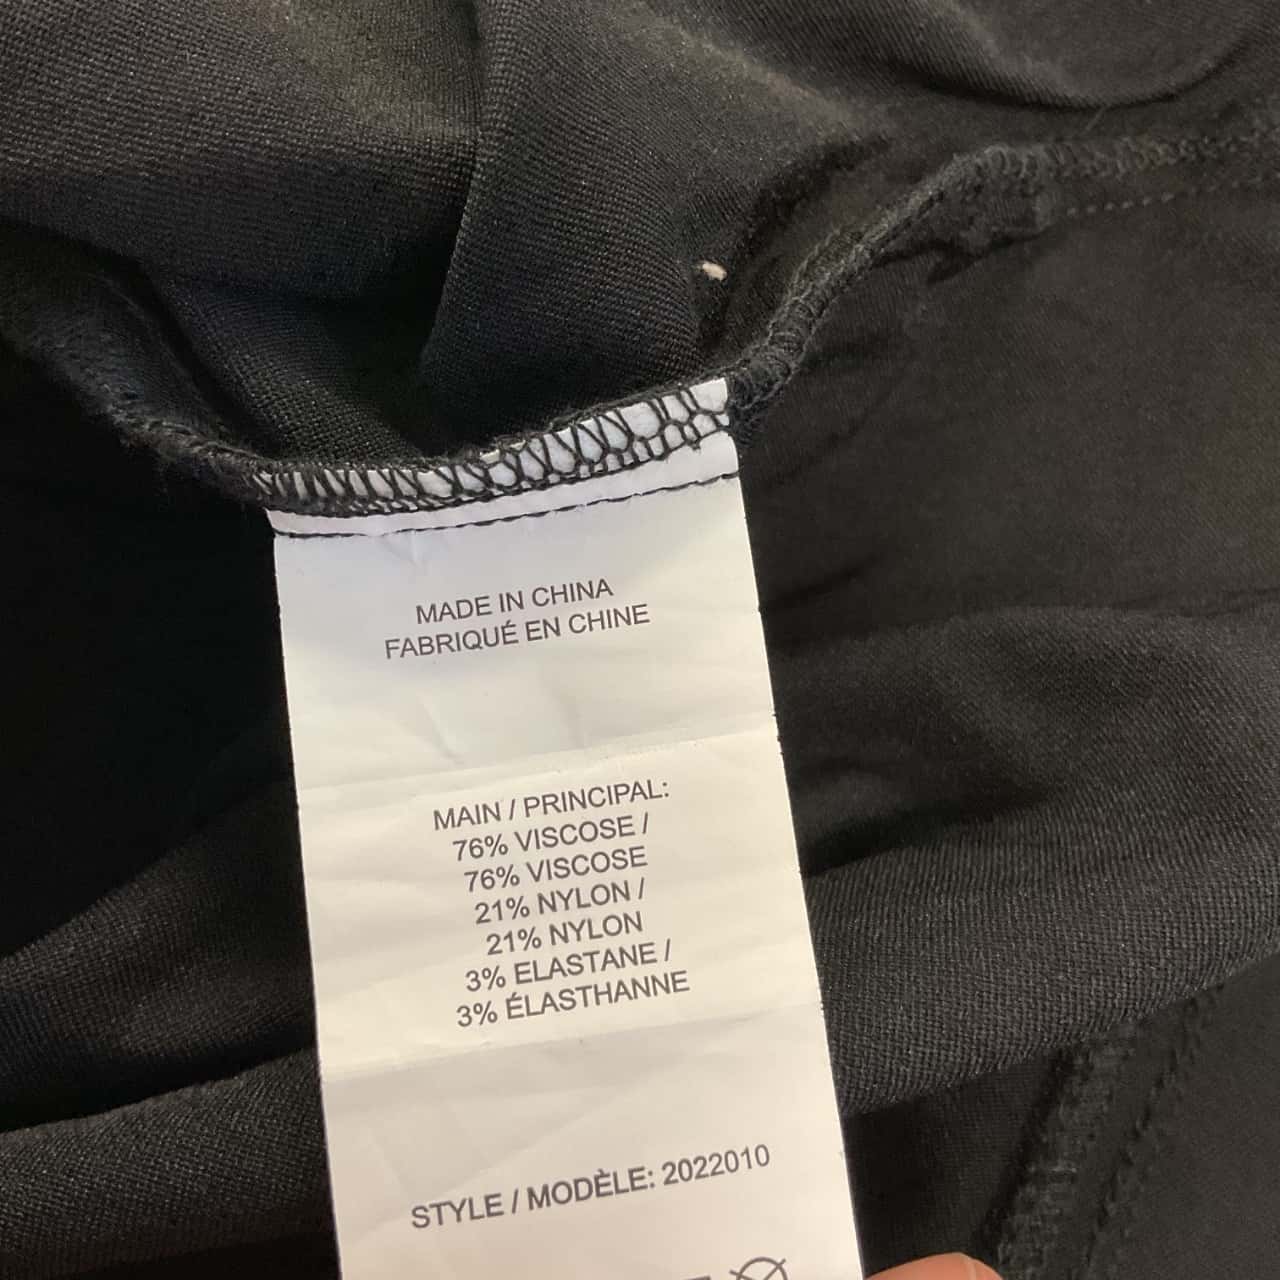 MADE IN CHINA
FABRIQUÉ EN CHINE
MAIN / PRINCIPAL:
76% VISCOSE /
76% VISCOSE
21% NYLON /
21% NYLON
3% ELASTANE /
3% ÉLASTHANNE
STYLE / MODÈLE: 2022010